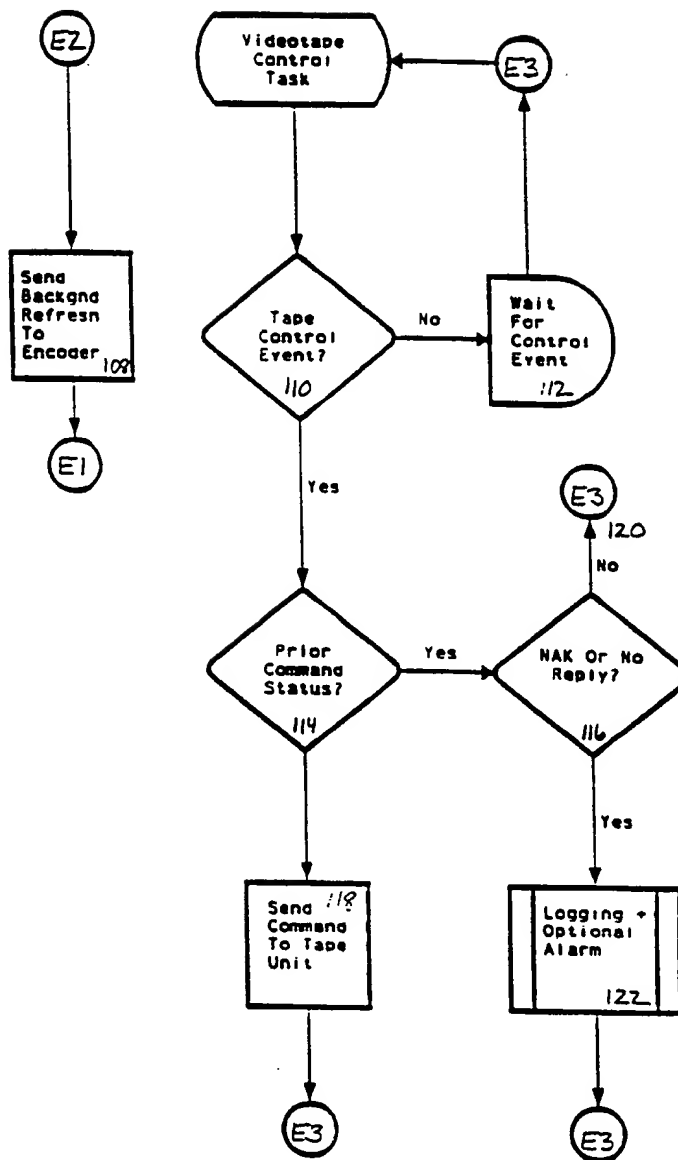 E2
Videotape
Control
Task
E3
Send
Backgnd
Refresh
To
Encoder
108
Tape
Control
Event?
110
No
Wait
For
Control
Event
112
E1
Yes
E3
120
No
Prior
Command
Status?
114
Yes
NAK Or No
Reply?
116
Yes
Send 118
Command
To Tape
Unit
Logging +
Optional
Alarm
122
E3
E3